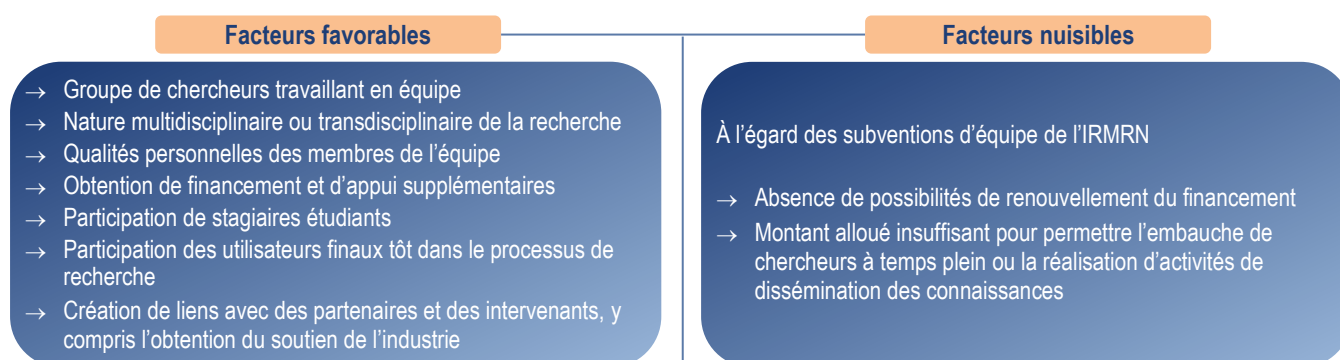 Facteurs favorables
→ Groupe de chercheurs travaillant en équipe
→ Nature multidisciplinaire ou transdisciplinaire de la recherche
→ Qualités personnelles des membres de l’équipe
→ Obtention de financement et d’appui supplémentaires
→ Participation de stagiaires étudiants
→ Participation des utilisateurs finaux tôt dans le processus de
recherche
→ Création de liens avec des partenaires et des intervenants, y
compris l’obtention du soutien de l’industrie
Facteurs nuisibles
À l’égard des subventions d’équipe de l’IRMRN
→ Absence de possibilités de renouvellement du financement
→ Montant alloué insuffisant pour permettre l’embauche de
chercheurs à temps plein ou la réalisation d’activités de
dissémination des connaissances